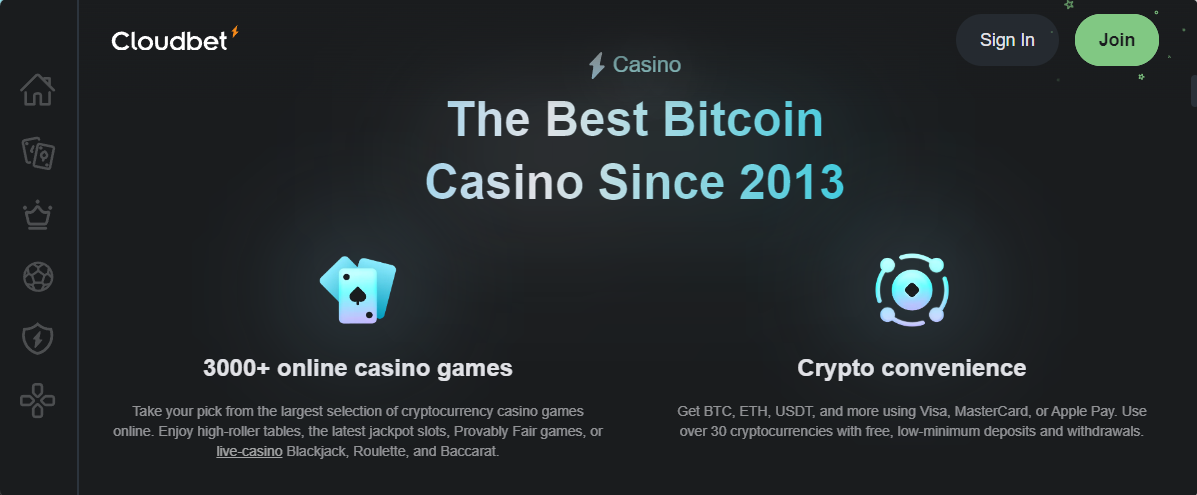 Cloudbet
Sign In
Join
Casino
The Best Bitcoin
Casino Since 2013
3000+ online casino games
Take your pick from the largest selection of cryptocurrency casino games
online. Enjoy high-roller tables, the latest jackpot slots, Provably Fair games, or
live-casino Blackjack, Roulette, and Baccarat.
Crypto convenience
Get BTC, ETH, USDT, and more using Visa, MasterCard, or Apple Pay. Use
over 30 cryptocurrencies with free, low-minimum deposits and withdrawals.